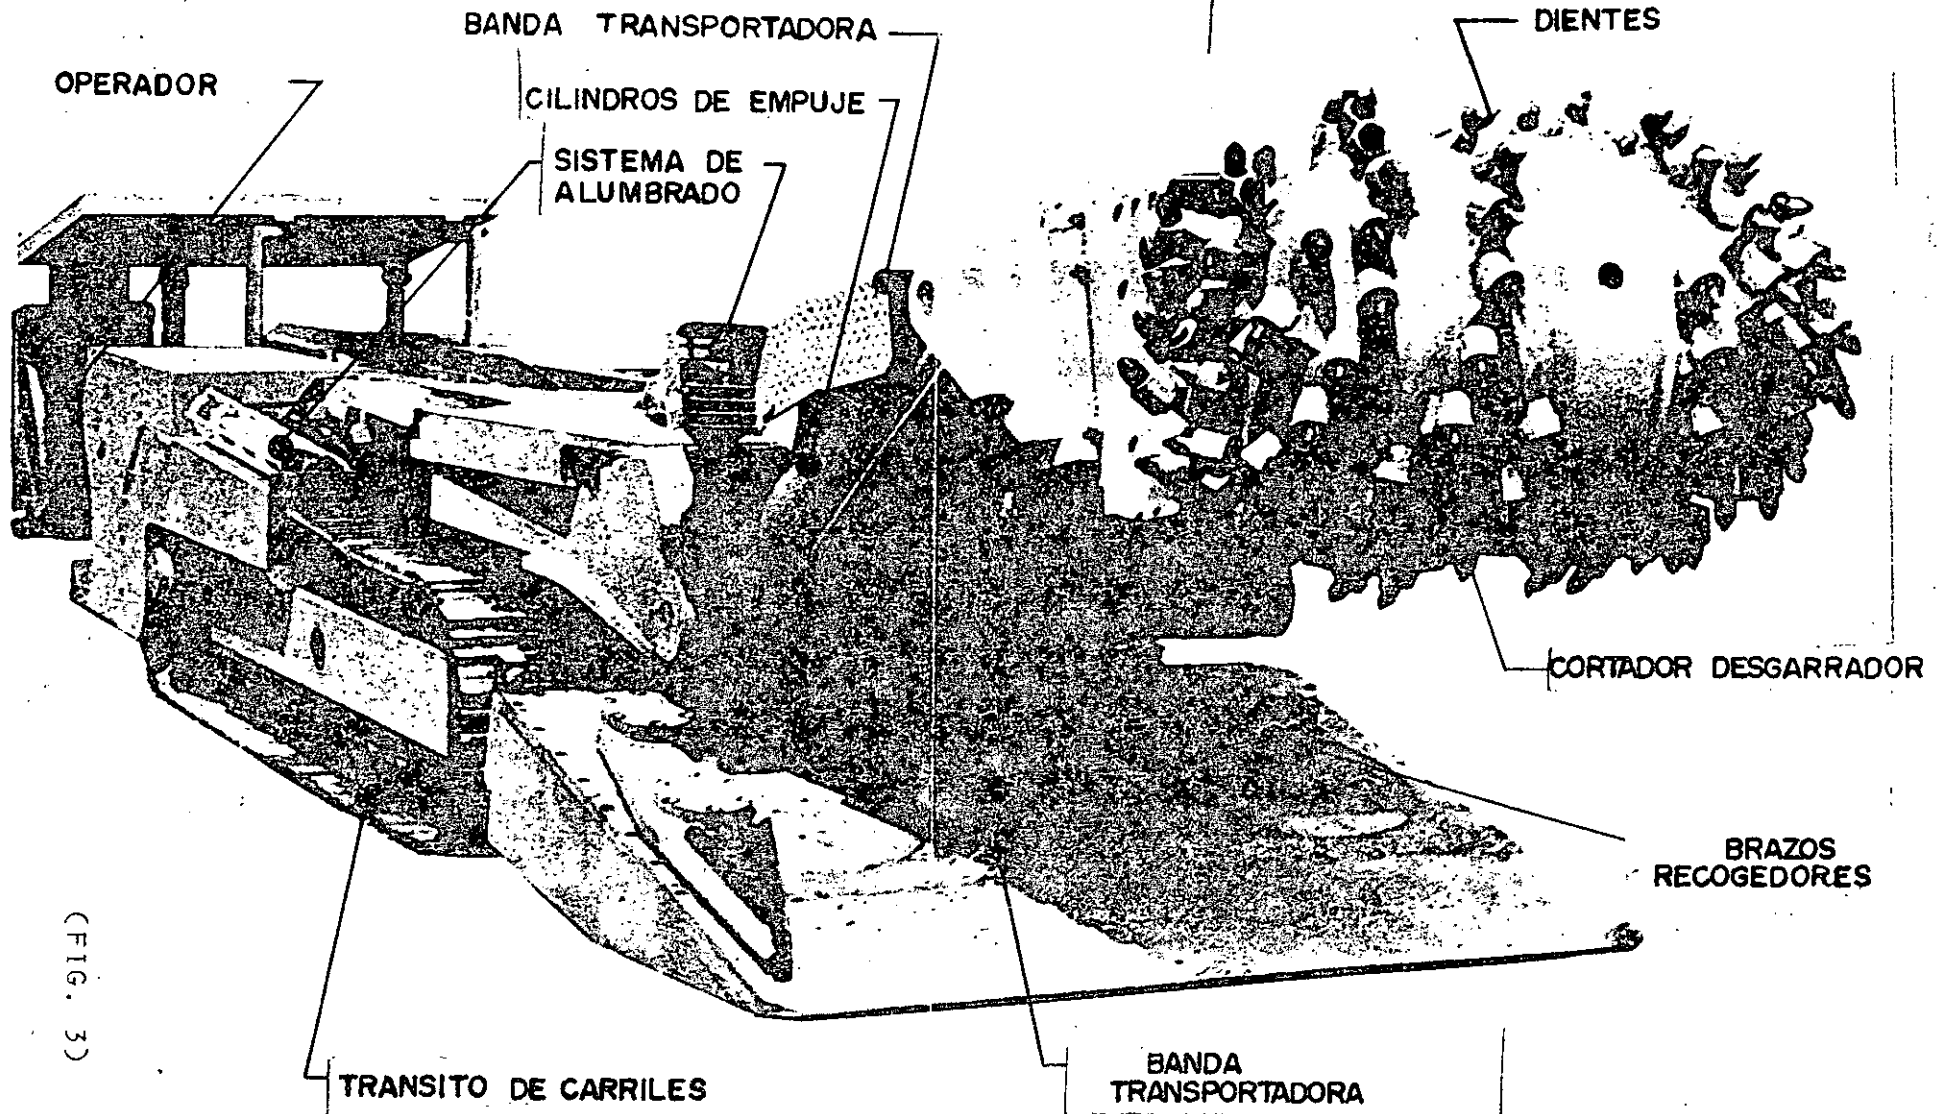 BANDA TRANSPORTADORA
DIENTES
OPERADOR
CILINDROS DE EMPUJE
SISTEMA DE
ALUMBRADO
CORTADOR DESGARRADOR
BRAZOS
RECOGEDORES
(FIG. 3)
TRANSITO DE CARRILES
BANDA
TRANSPORTADORA